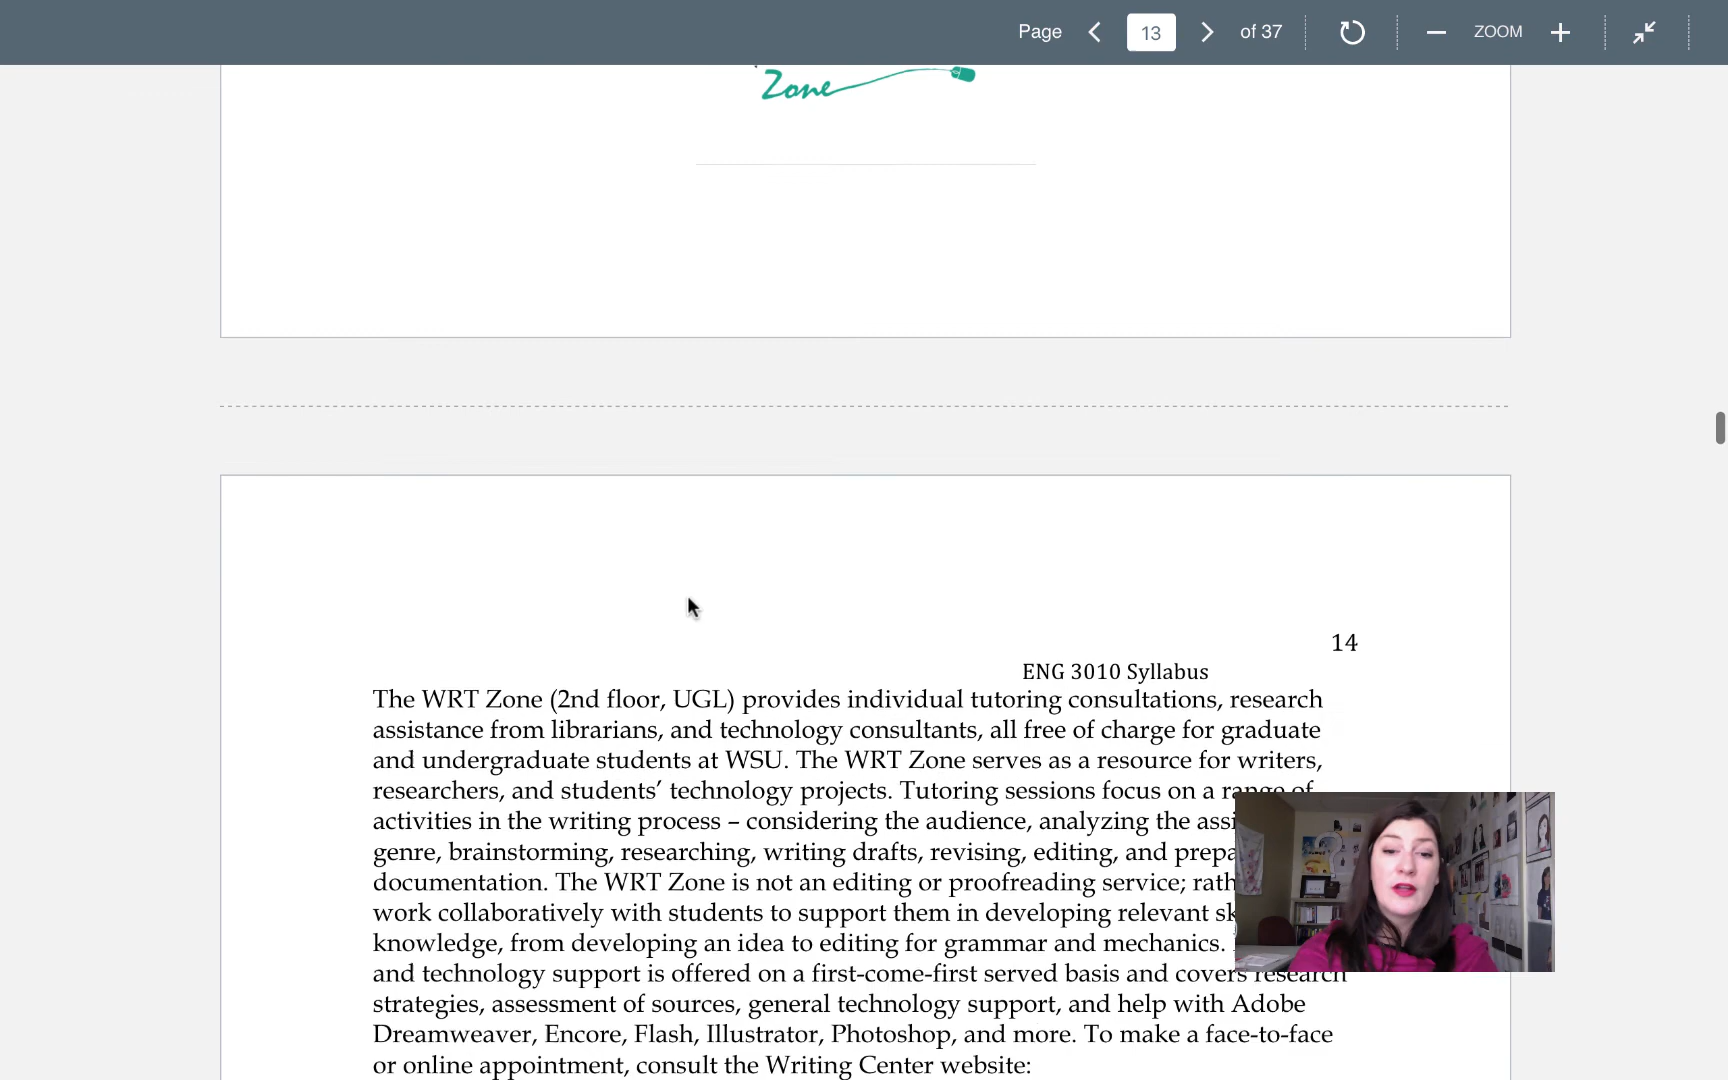 Page 13 of 37 ZOOM
Zone
14
ENG 3010 Syllabus
The WRT Zone (2nd floor, UGL) provides individual tutoring consultations, research
assistance from librarians, and technology consultants, all free of charge for graduate
and undergraduate students at WSU. The WRT Zone serves as a resource for writers,
researchers, and students’ technology projects. Tutoring sessions focus on a range of
activities in the writing process – considering the audience, analyzing the
genre, brainstorming, researching, writing drafts, revising, editing, and
documentation. The WRT Zone is not an editing or proofreading service;
work collaboratively with students to support them in developing relevant
knowledge, from developing an idea to editing for grammar and mechanics.
and technology support is offered on a first-come-first served basis and covers research
strategies, assessment of sources, general technology support, and help with Adobe
Dreamweaver, Encore, Flash, Illustrator, Photoshop, and more. To make a face-to-face
or online appointment, consult the Writing Center website: